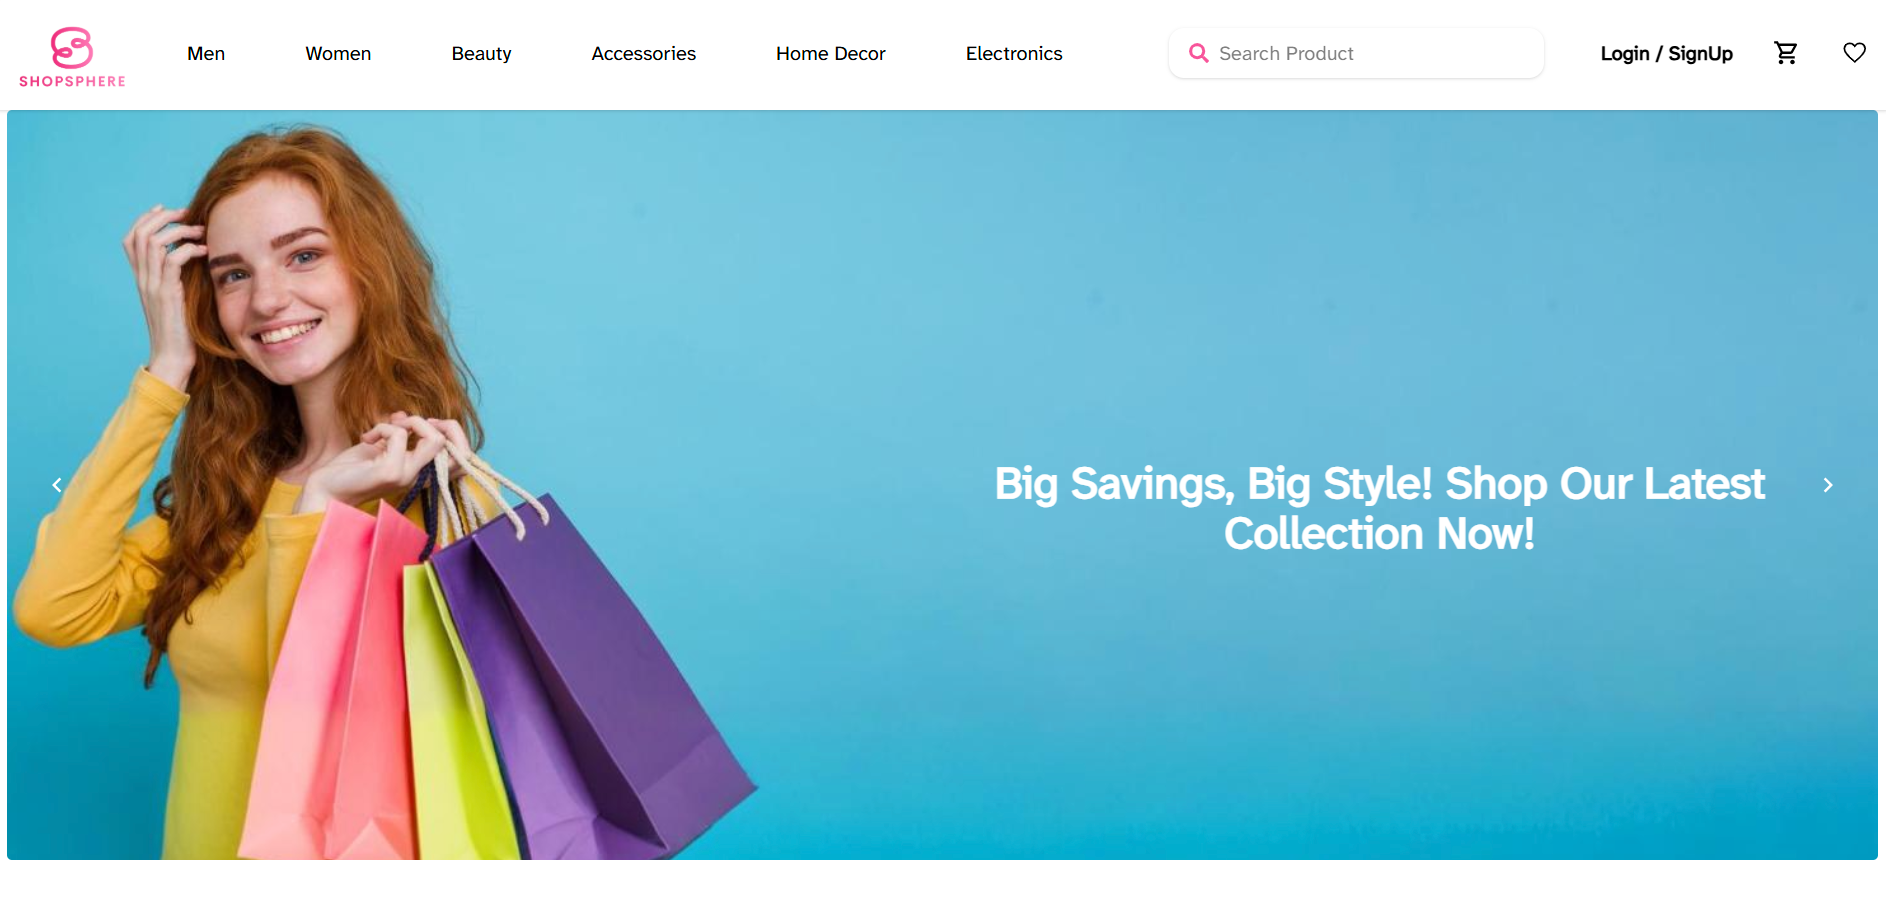 SHOPSPHERE
Men
Women
Beauty
Accessories
Home Decor
Electronics
Search Product
Login / SignUp
Big Savings, Big Style! Shop Our Latest
Collection Now!